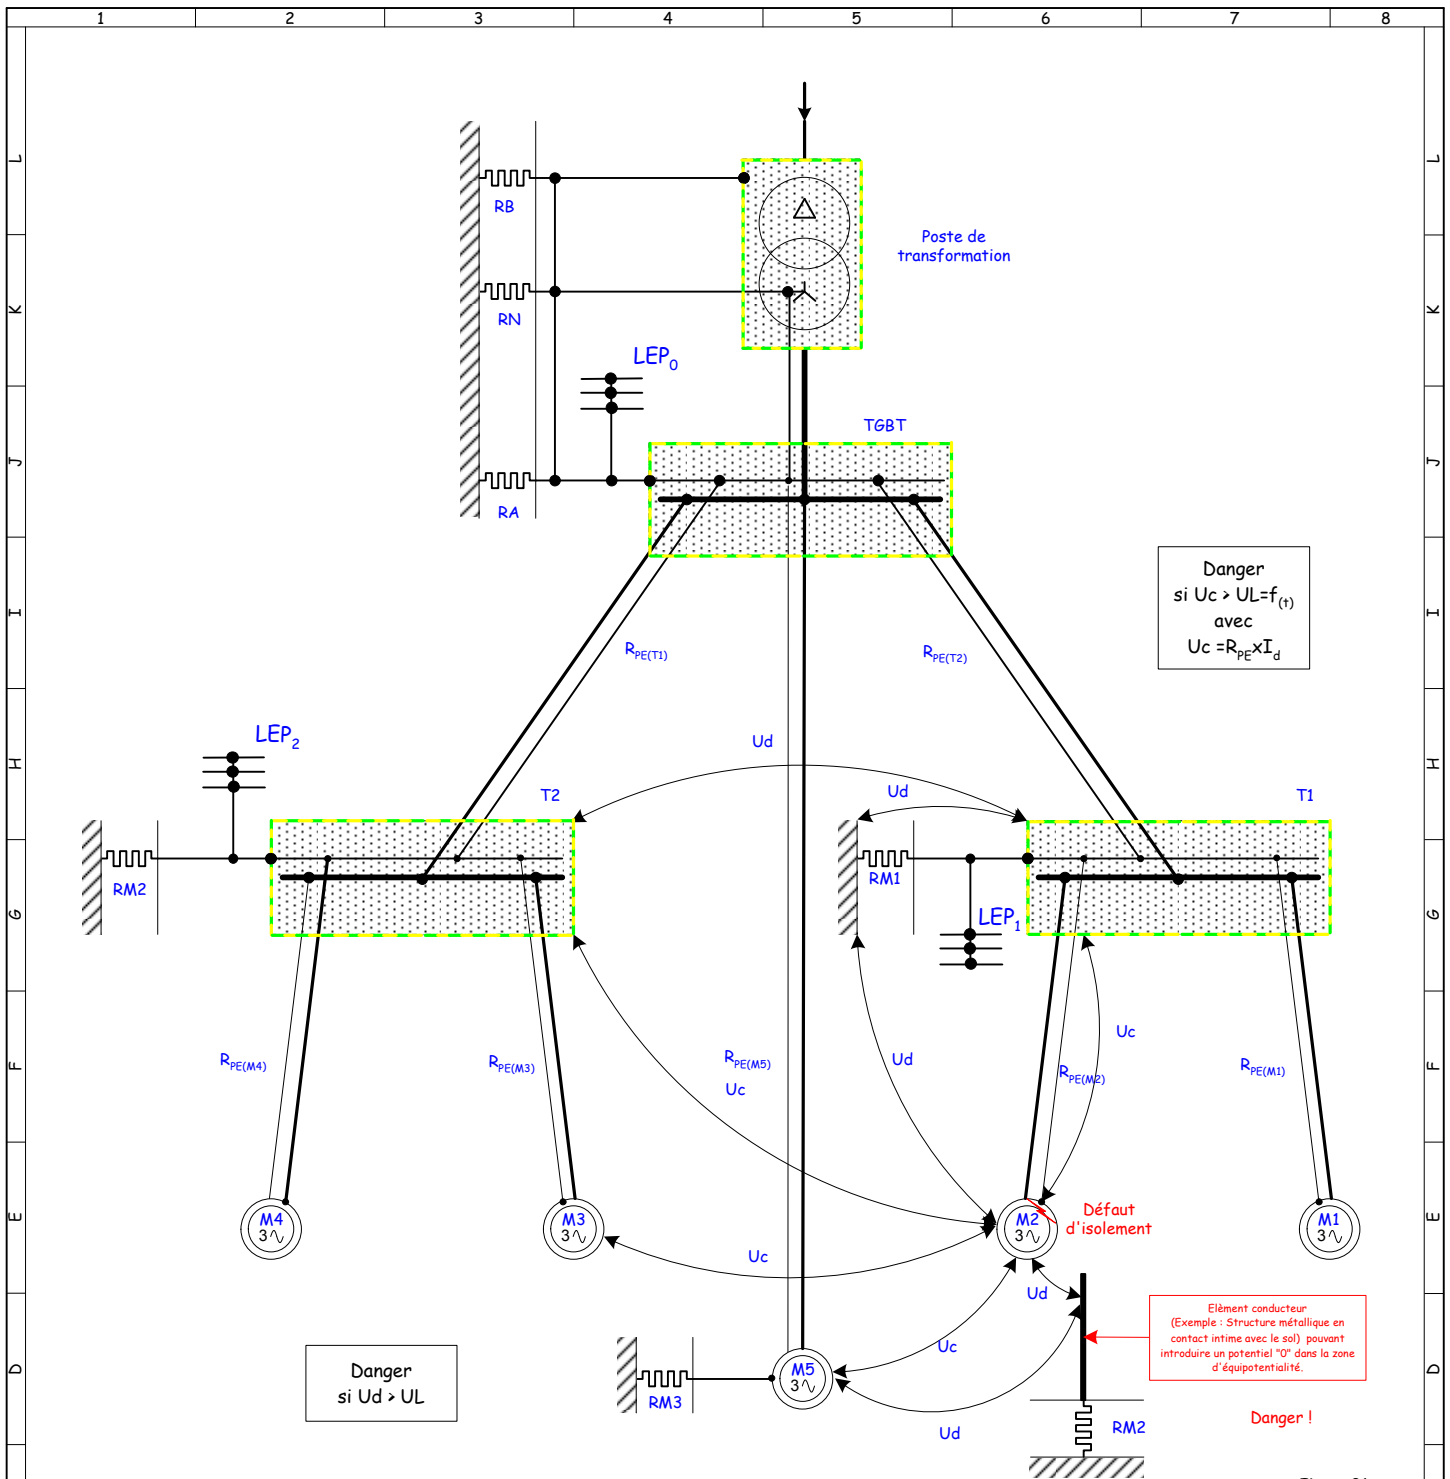 1 2 3 4 5 6 7 8
L
L
RB
Poste de
transformation
K
RN
K
LEP0
TGBT
J
J
RA
Danger
si Uc > UL=f(t)
avec
Uc =RPExId
I
I
RPE(T1)
RPE(T2)
LEP2
Ud
H
H
T2
Ud
T1
RM2
RM1
G
LEP1
G
Uc
RPE(M4)
RPE(M3)
RPE(M5)
Uc
Ud
RPE(M2)
RPE(M1)
F
F
E
M4
3
M3
3
M2
3
Défaut
d'isolement
M1
3
E
Uc
Ud
Elèment conducteur
(Exemple : Structure métallique en
contact intime avec le sol) pouvant
introduire un potentiel "0" dans la zone
d'équipotentialité.
Uc
D
Danger
si Ud > UL
M5
3
D
RM3
Ud
RM2
Danger !